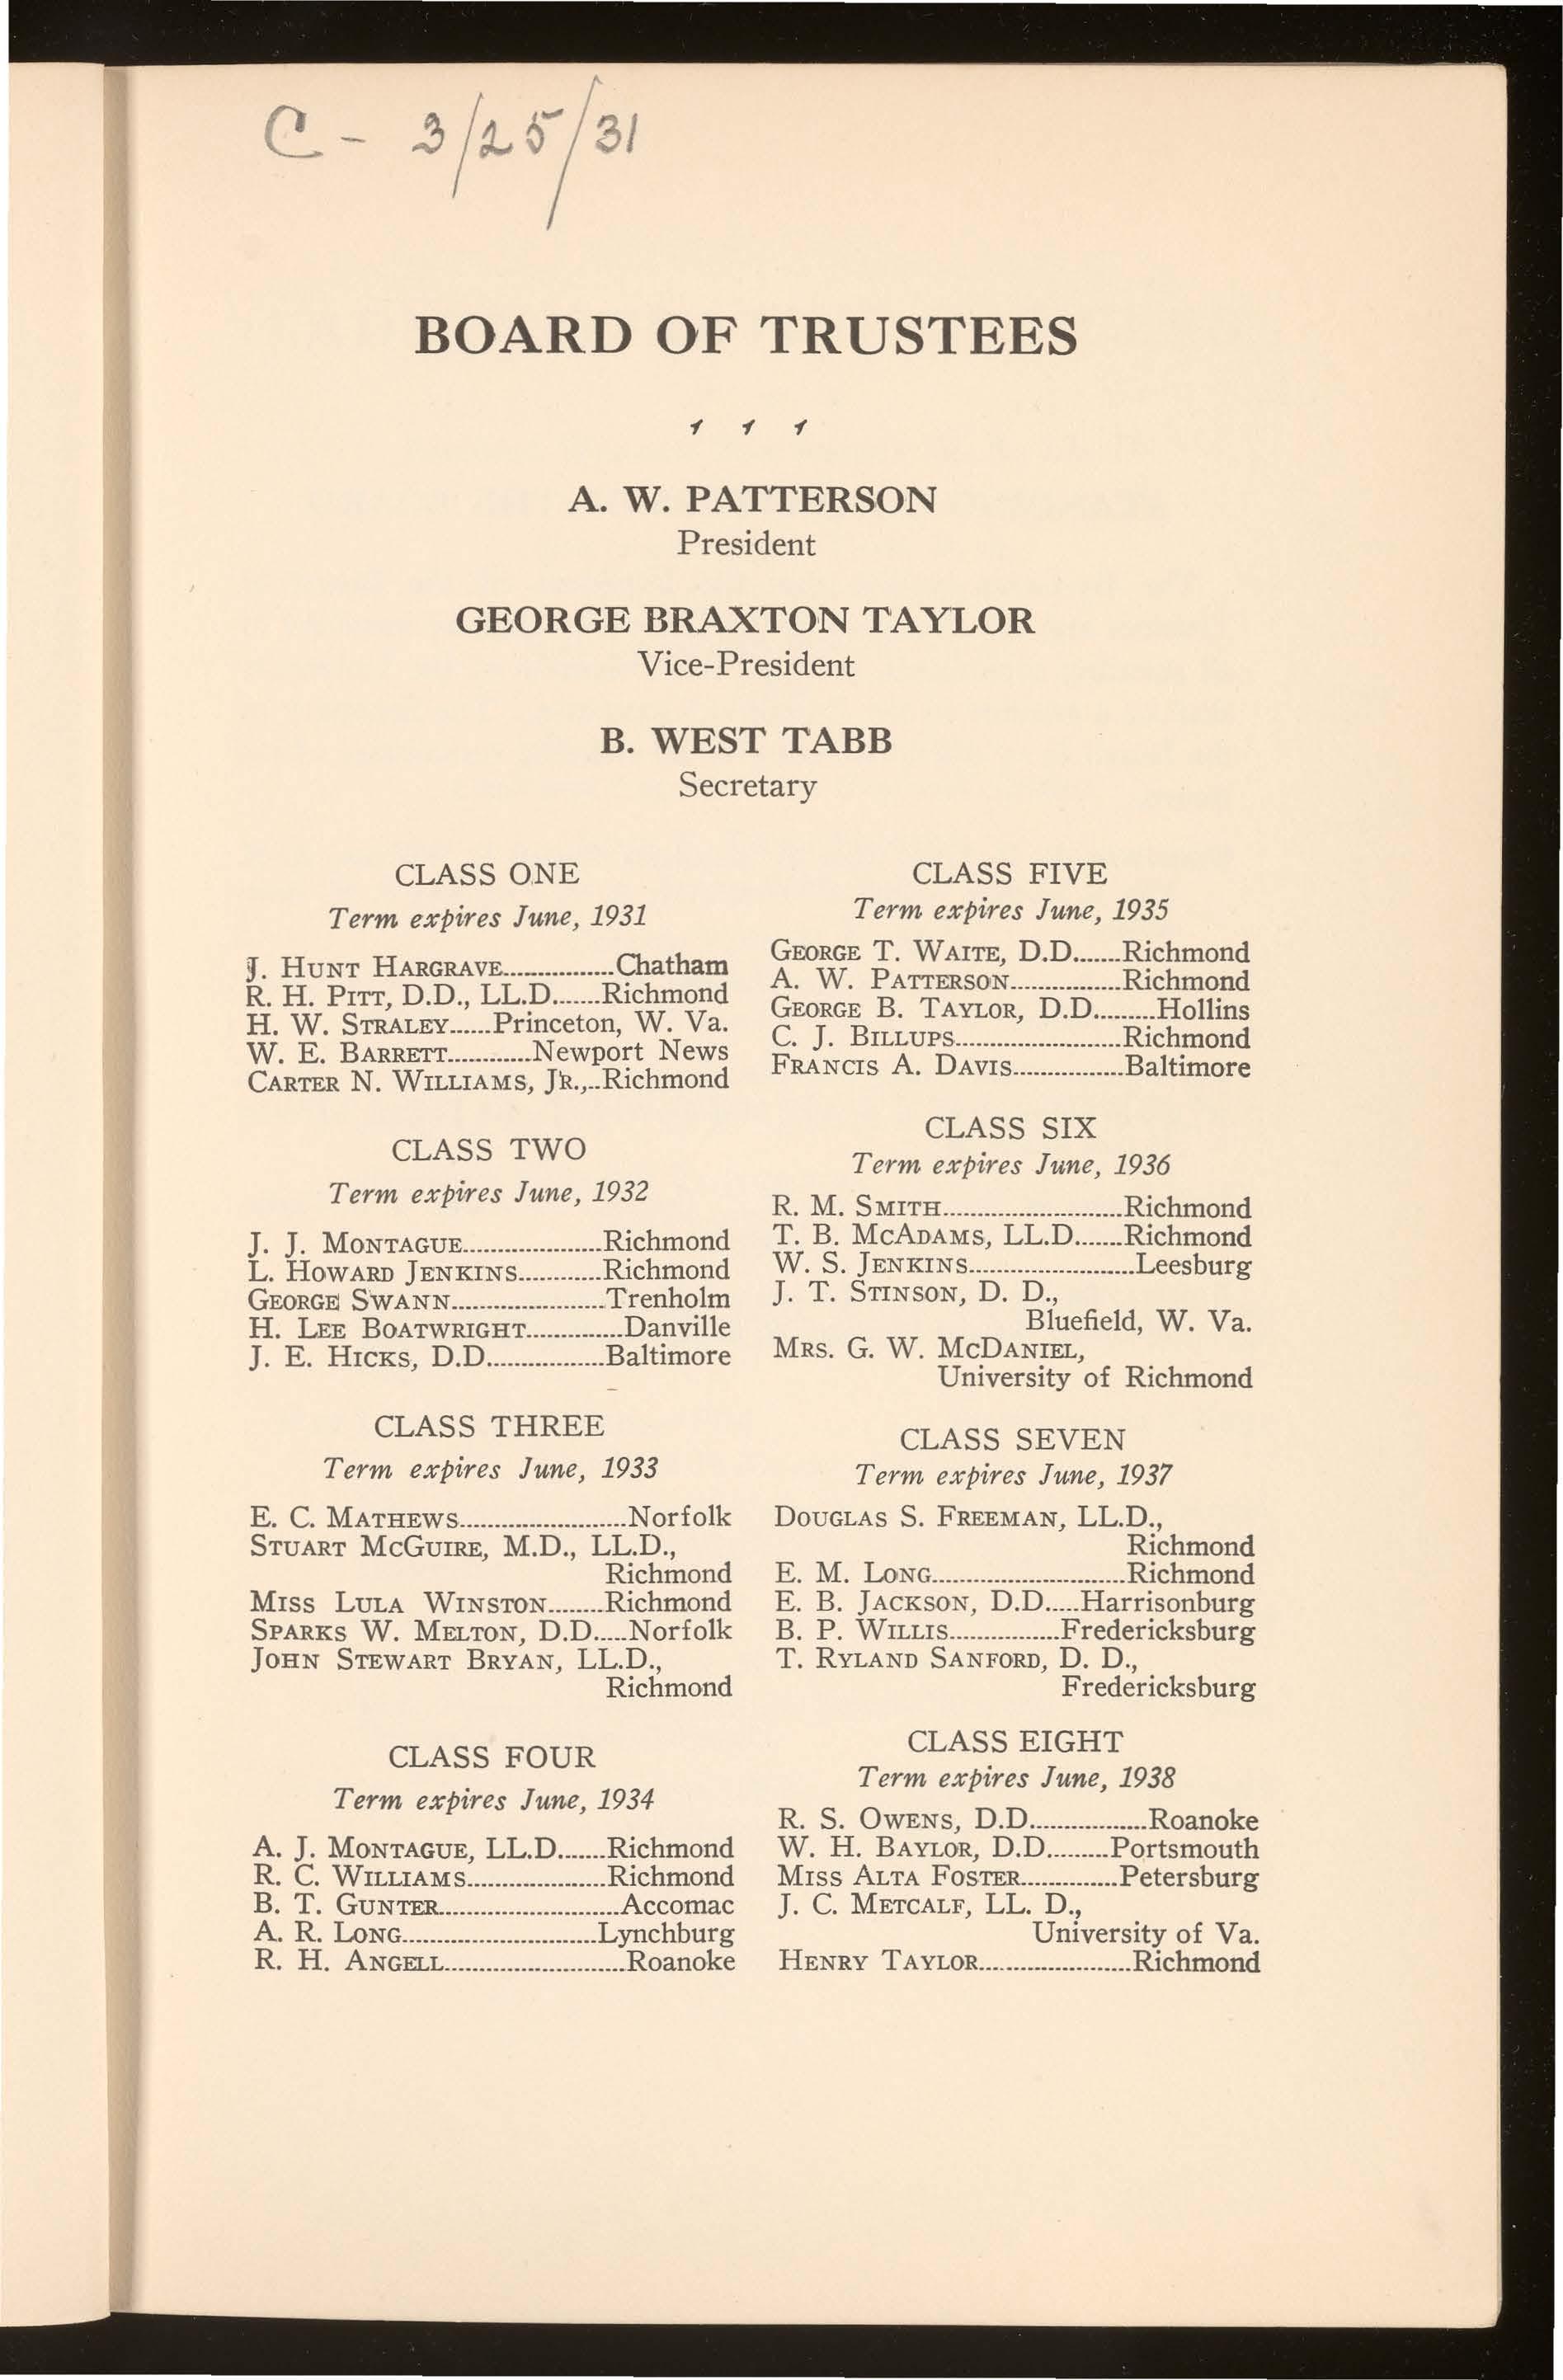 C - 3/25/31
BOARD OF TRUSTEES
A. W. PATTERSON
President
GEORGE BRAXTON TAYLOR
Vice-President
B. WEST TABB
Secretary
CLASS ONE
Term expires June, 1931
J. HUNT HARGRAVE................Chatham
R. H. PITT, D.D., LL.D.......Richmond
H. W. STRALEY......Princeton, W. Va.
W. E. BARRETT............Newport News
CARTER N. WILLIAMS, JR.,..Richmond
CLASS TWO
Term expires June, 1932
J. J. MONTAGUE....................Richmond
L. HOWARD JENKINS............Richmond
GEORGE SWANN......................Trenholm
H. LEE BOATWRIGHT..............Danville
J. E. HICKS, D.D.................Baltimore
CLASS THREE
Term expires June, 1933
E. C. MATHEWS........................Norfolk
STUART MCGUIRE, M.D., LL.D.,
Richmond
MISS LULA WINSTON........Richmond
SPARKS W. MELTON, D.D.....Norfolk
JOHN STEWART BRYAN, LL.D.,
Richmond
CLASS FOUR
Term expires June, 1934
A. J. MONTAGUE, LL.D.......Richmond
R. C. WILLIAMS....................Richmond
B. T. GUNTER..........................Accomac
A. R. LONG............................Lynchburg
R. H. ANGELL..........................Roanoke
CLASS FIVE
Term expires June, 1935
GEORGE T. WAITE, D.D.......Richmond
A. W. PATTERSON................Richmond
GEORGE B. TAYLOR, D.D.........Hollins
C. J. BILLUPS........................Richmond
FRANCIS A. DAVIS................Baltimore
CLASS SIX
Term expires June, 1936
R. M. SMITH..........................Richmond
T. B. MCADAMS, LL.D.......Richmond
W. S. JENKINS........................Leesburg
J. T. STINSON, D. D.,
Bluefield, W. Va.
MRS. G. W. MCDANIEL,
University of Richmond
CLASS SEVEN
Term expires June, 1937
DOUGLAS S. FREEMAN, LL.D.,
Richmond
E. M. LONG............................Richmond
E. B. JACKSON, D.D.....Harrisonburg
B. P. WILLIS................Fredericksburg
T. RYLAND SANFORD, D. D.,
Fredericksburg
CLASS EIGHT
Term expires June, 1938
R. S. OWENS, D.D.................Roanoke
W. H. BAYLOR, D.D.........Portsmouth
MISS ALTA FOSTER..............Petersburg
J. C. METCALF, LL. D.,
University of Va.
HENRY TAYLOR......................Richmond